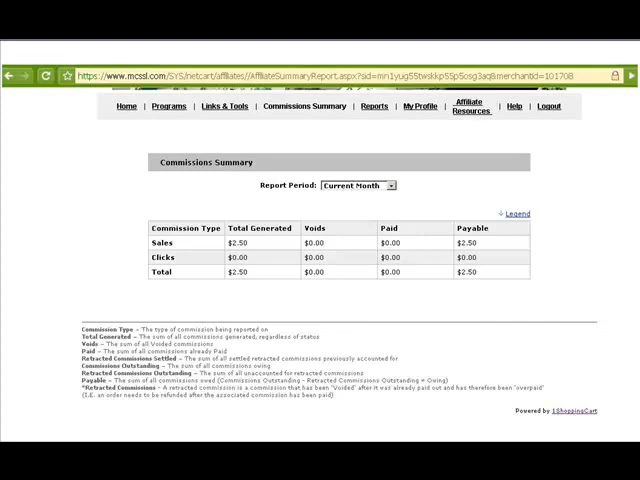 https://www.mcssl.com/SYS/netcart/affiliates//AffiliateSummaryReport.aspx?sid=mn1yug55twskkp55p5osg3aq&merchantid=101708
Home | Programs | Links & Tools | Commissions Summary | Reports | My Profile | Affiliate Resources | Help | Logout
Commissions Summary
Report Period: Current Month
Legend
Commission Type Total Generated Voids Paid Payable
Sales $2.50 $0.00 $0.00 $2.50
Clicks $0.00 $0.00 $0.00 $0.00
Total $2.50 $0.00 $0.00 $2.50
Commission Type - The type of commission being reported on
Total Generated - The sum of all commissions generated, regardless of status
Voids - The sum of all Voided commissions
Paid - The sum of all commissions already Paid
Retracted Commissions Settled - The sum of all settled retracted commissions previously accounted for
Commissions Outstanding - The sum of all commissions owing
Retracted Commissions Outstanding - The sum of all unaccounted for retracted commissions
Payable - The sum of all commissions owed (Commissions Outstanding - Retracted Commissions Outstanding = Owing)
*Retracted Commissions - A retracted commission is a commission that has been 'Voided' after it was already paid out and has therefore been 'overpaid'
(I.E. an order needs to be refunded after the associated commission has been paid)
Powered by 1ShoppingCart